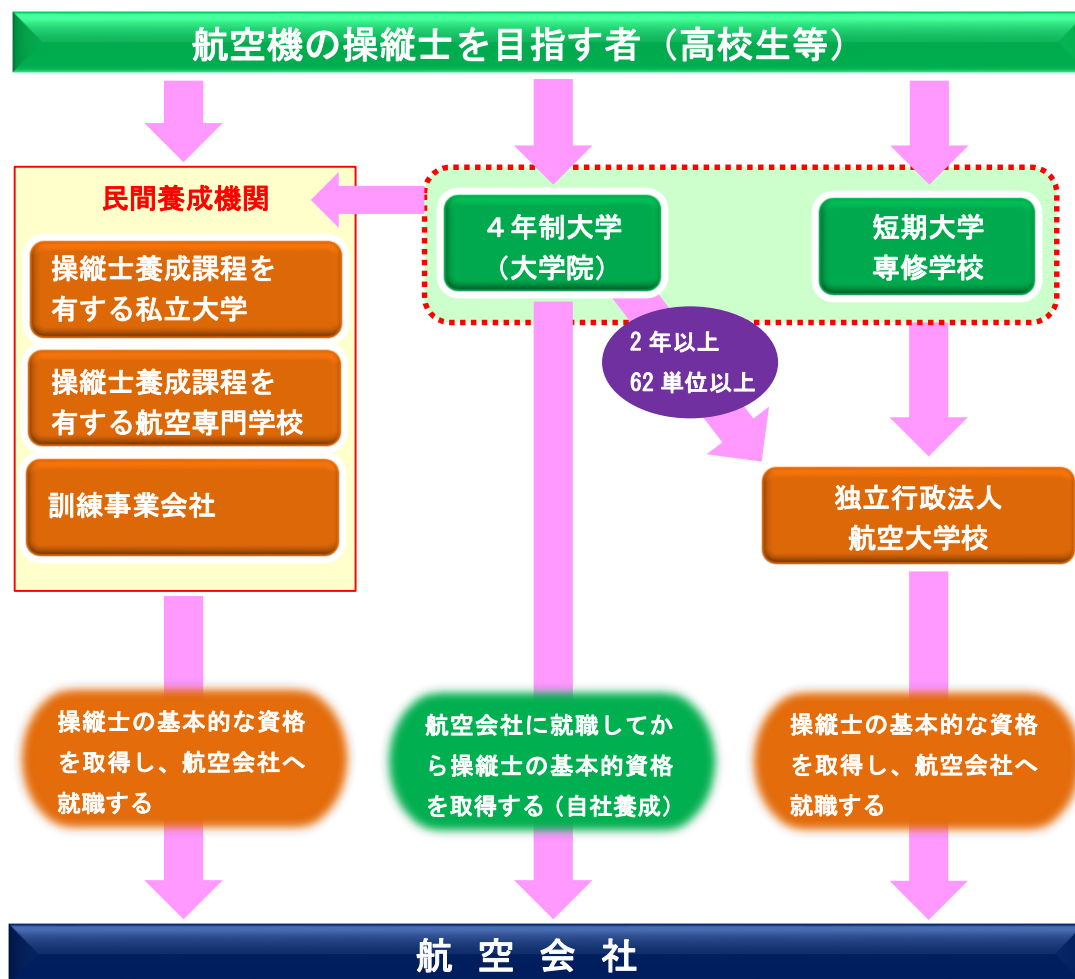 航空機の操縦士を目指す者（高校生等）
民間養成機関
操縦士養成課程を
有する私立大学
操縦士養成課程を
有する航空専門学校
訓練事業会社
４年制大学
（大学院）
短期大学
専修学校
2 年以上
62 単位以上
独立行政法人
航空大学校
操縦士の基本的な資格
を取得し、航空会社へ
就職する
航空会社に就職してか
ら操縦士の基本的資格
を取得する（自社養成）
操縦士の基本的な資格
を取得し、航空会社へ
就職する
航 空 会 社